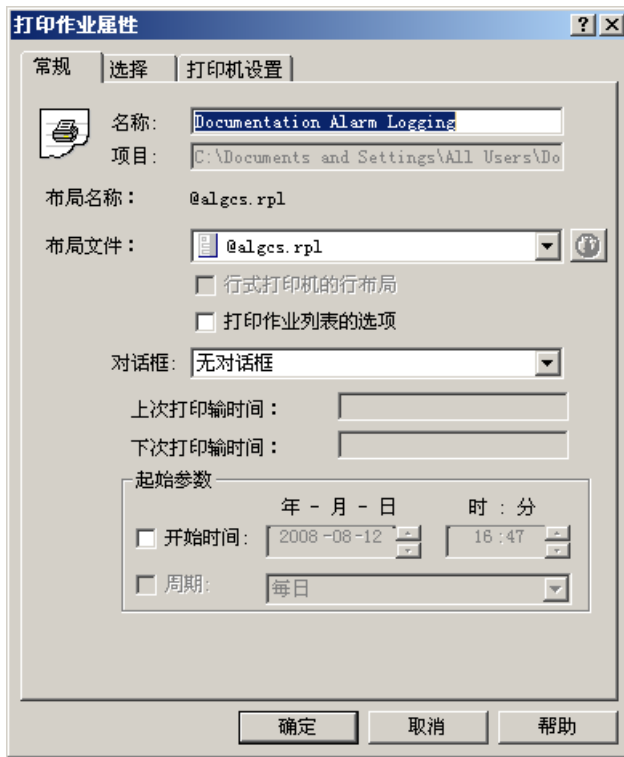 打印作业属性
常规 选择 打印机设置
名称: Documentation Alarm Logging
项目: C:\Documents and Settings\All Users\Do
布局名称： @algcs.rpl
布局文件： @algcs.rpl
行式打印机的行布局
打印作业列表的选项
对话框: 无对话框
上次打印输时间：
下次打印输时间：
起始参数
年 - 月 - 日 时 : 分
开始时间: 2008-08-12 16:47
周期: 每日
确定 取消 帮助